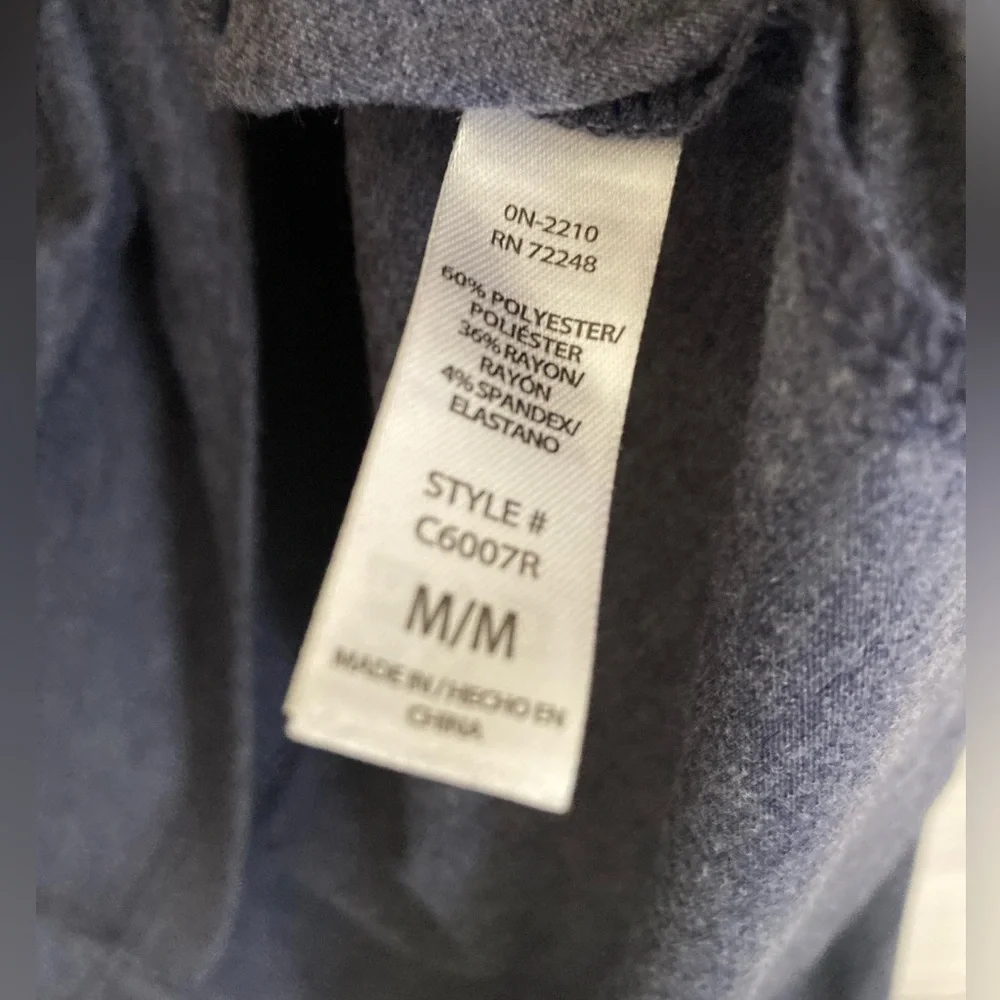 0N-2210
RN 72248
60% POLYESTER/
POLIÉSTER
36% RAYON/
RAYÓN
4% SPANDEX/
ELASTANO
STYLE #
C6007R
M/M
MADE IN / HECHO EN
CHINA